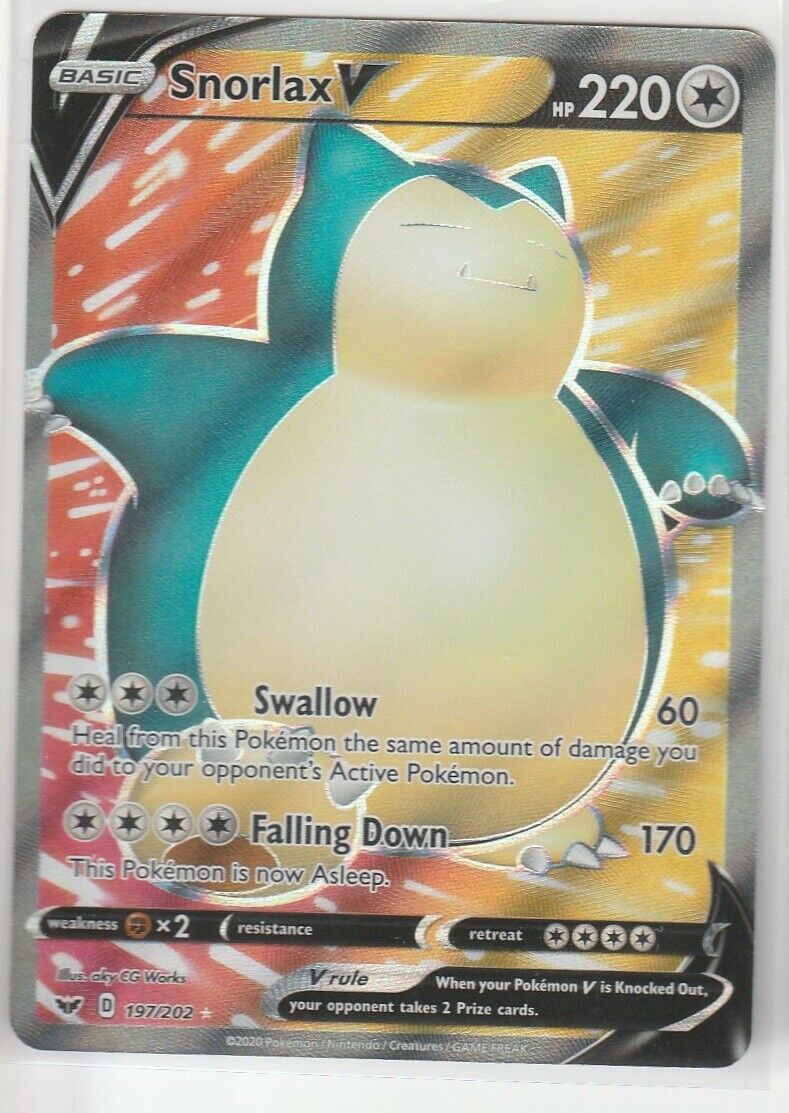 BASIC Snorlax V HP 220
Swallow 60
Heal from this Pokémon the same amount of damage you
did to your opponent's Active Pokémon.
Falling Down 170
This Pokémon is now Asleep.
weakness ×2 resistance retreat
Illus. aky CG Works
V rule When your Pokémon V is Knocked Out,
your opponent takes 2 Prize cards.
D 197/202
©2020 Pokémon / Nintendo / Creatures / GAME FREAK